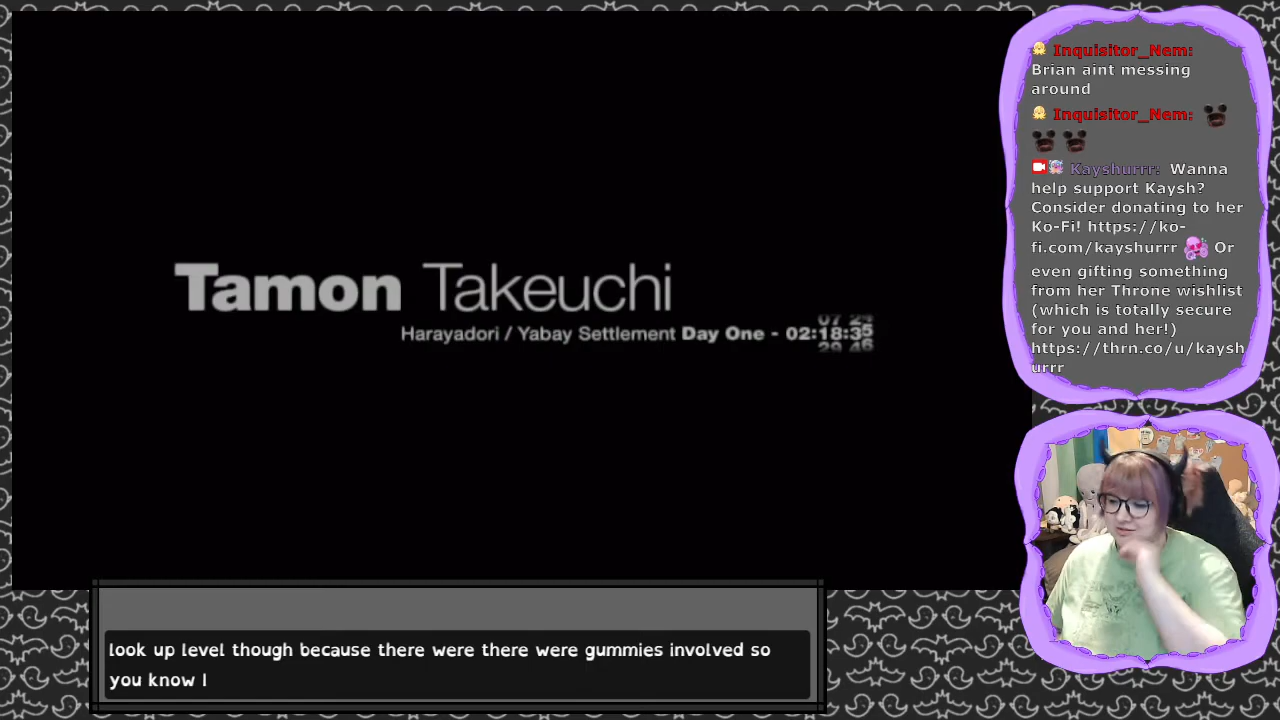 Tamon Takeuchi
Harayadori / Yabay Settlement Day One - 02:18:35
Inquisitor_Nem:
Brian aint messing
around
Inquisitor_Nem:
Kayshurrr: Wanna
help support Kaysh?
Consider donating to her
Ko-Fi! https://ko-
fi.com/kayshurrr Or
even gifting something
from her Throne wishlist
(which is totally secure
for you and her!)
https://thrn.co/u/kaysh
urrr
look up level though because there were there were gummies involved so
you know I